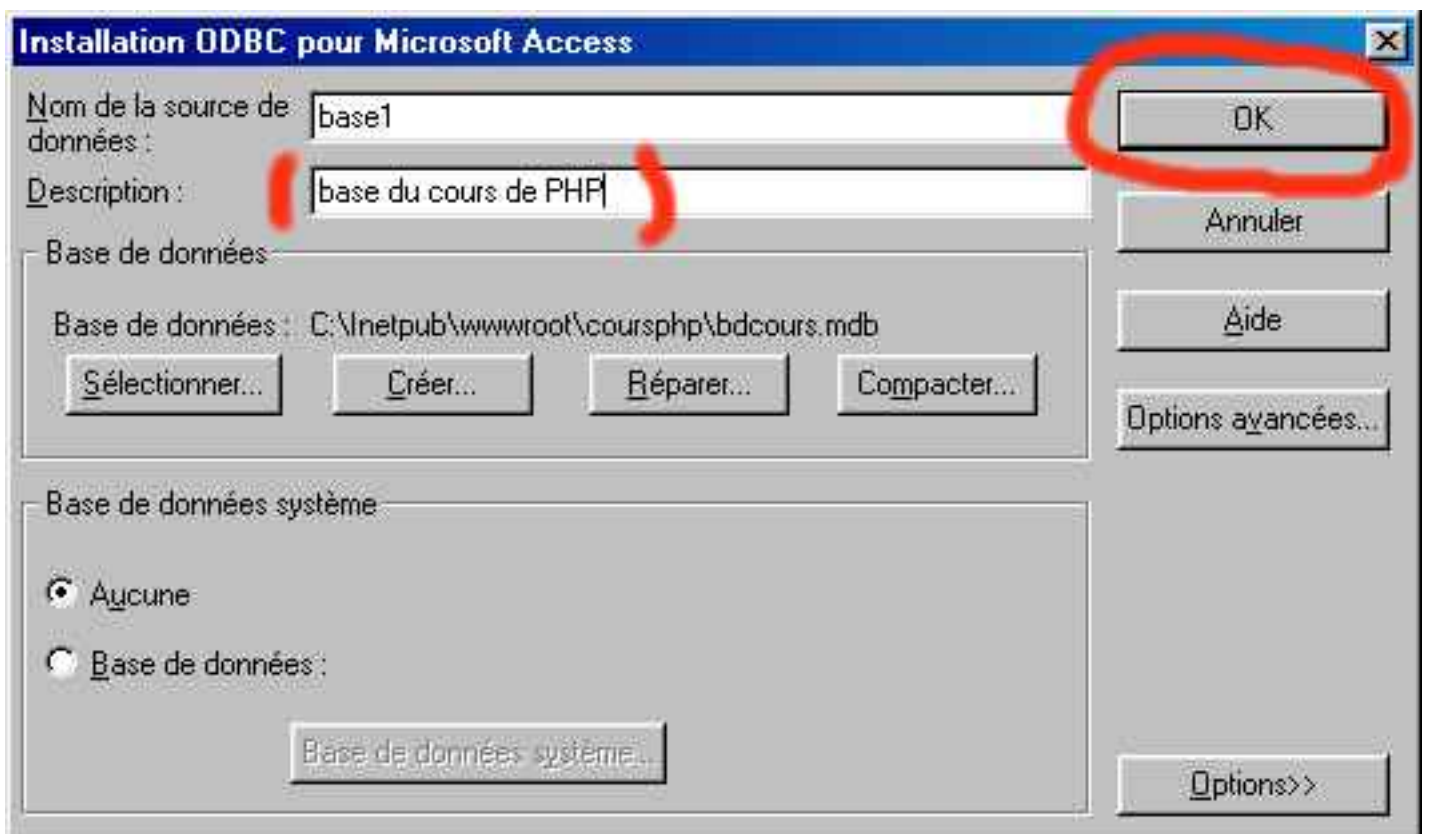 Installation ODBC pour Microsoft Access
Nom de la source de
données :
base1
OK
Description :
base du cours de PHP
Annuler
Base de données
Base de données : C:\Inetpub\wwwroot\coursphp\bdcours.mdb
Aide
Sélectionner...
Créer...
Réparer...
Compacter...
Options avancées...
Base de données système
Aucune
Base de données :
Base de données système...
Options>>